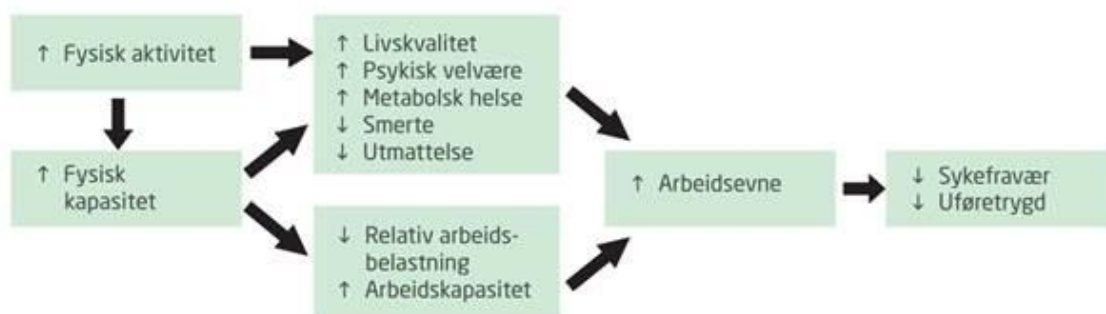 ↑ Fysisk aktivitet
↑ Fysisk
kapasitet
↑ Livskvalitet
↑ Psykisk velvære
↑ Metabolsk helse
↓ Smerte
↓ Utmattelse
↓ Relativ arbeids-
belastning
↑ Arbeidskapasitet
↑ Arbeidsevne
↓ Sykefravær
↓ Uføretrygd